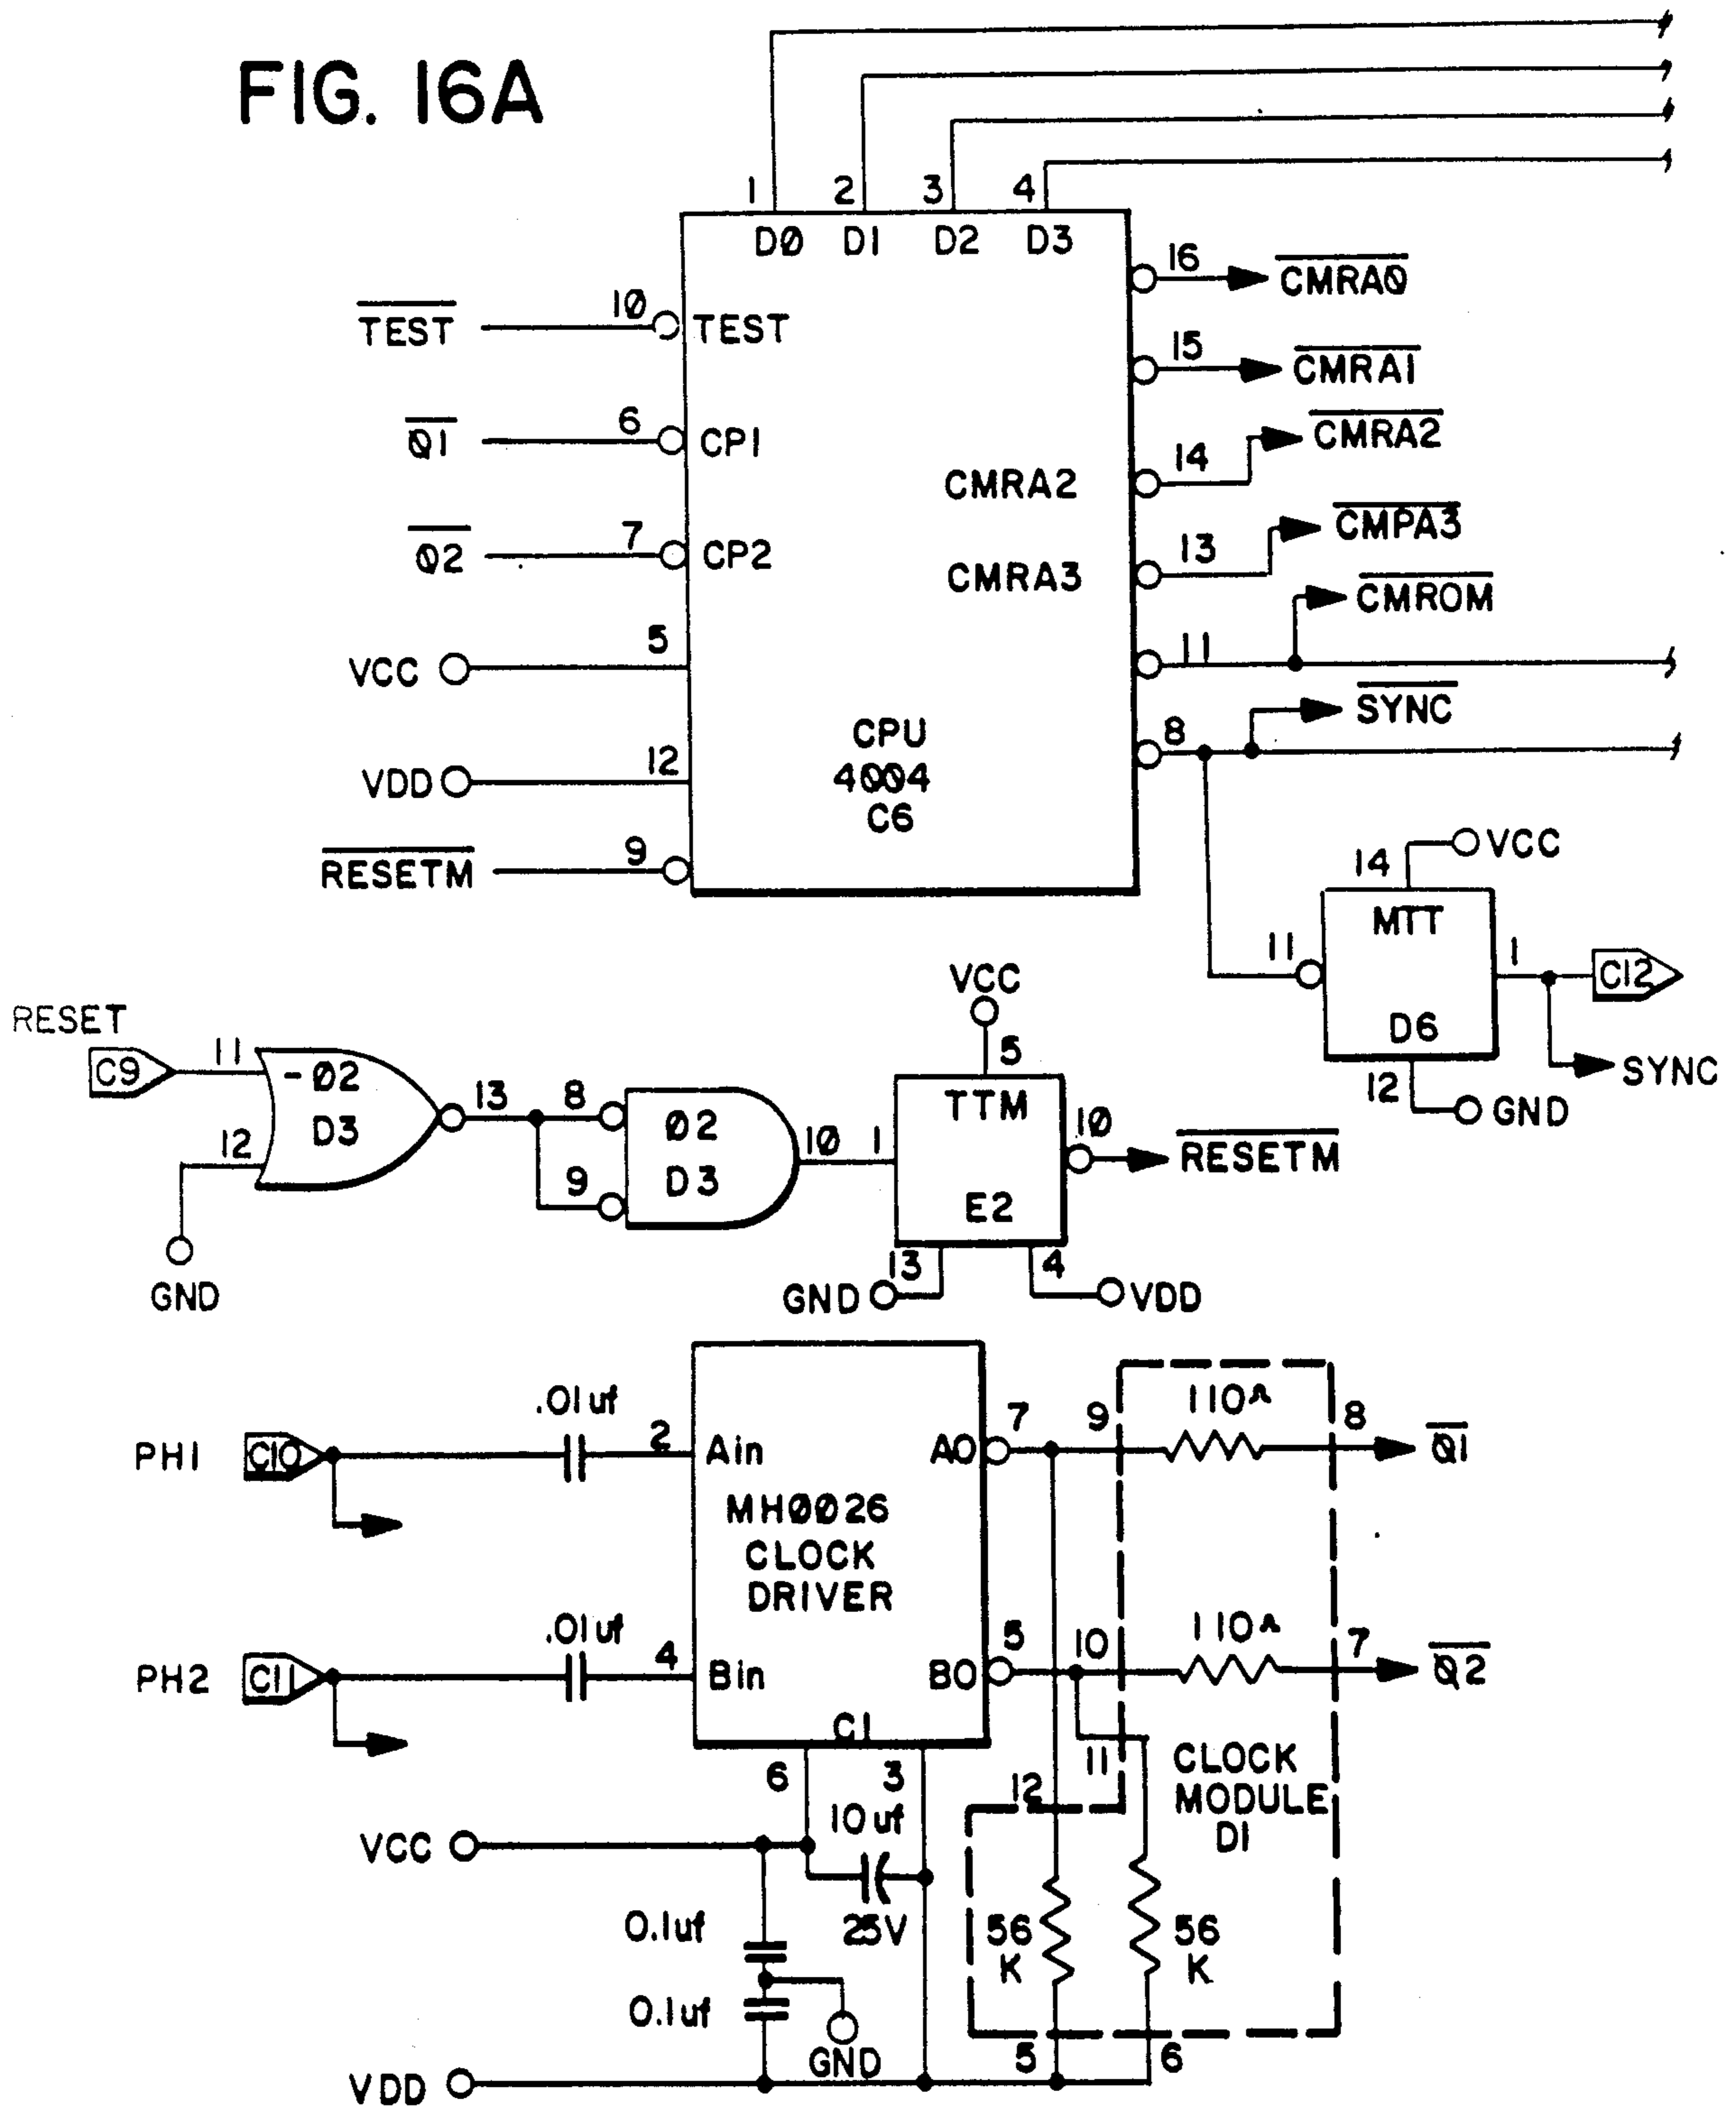 FIG. 16A
1 2 3 4
D0 D1 D2 D3
16 CMRA0
TEST 10 TEST
15 CMRA1
Q1 6 CP1
CMRA2
CMRA2 14
Q2 7 CP2
CMPA3
CMRA3 13
CMROM
VCC 5
11
SYNC
CPU
4004
C6
8
VDD 12
RESETM 9
14 VCC
MTT
11 1 C12
D6
12 GND
SYNC
RESET
C9 11
-02
D3
12
GND
13 8
9
02
D3
10 1
VCC
5
TTM
E2
10 RESETM
13 4
GND VDD
PH1 C10 .01uf 2 Ain
AO 7 9 110Ω 8 Q1
MH0026
CLOCK
DRIVER
PH2 C11 .01uf 4 Bin
BO 5 10 110Ω 7 Q2
C1
6 3
11
12
CLOCK
MODULE
D1
10uf
25V
VCC
0.1uf
0.1uf
GND
56
K
56
K
5 6
VDD